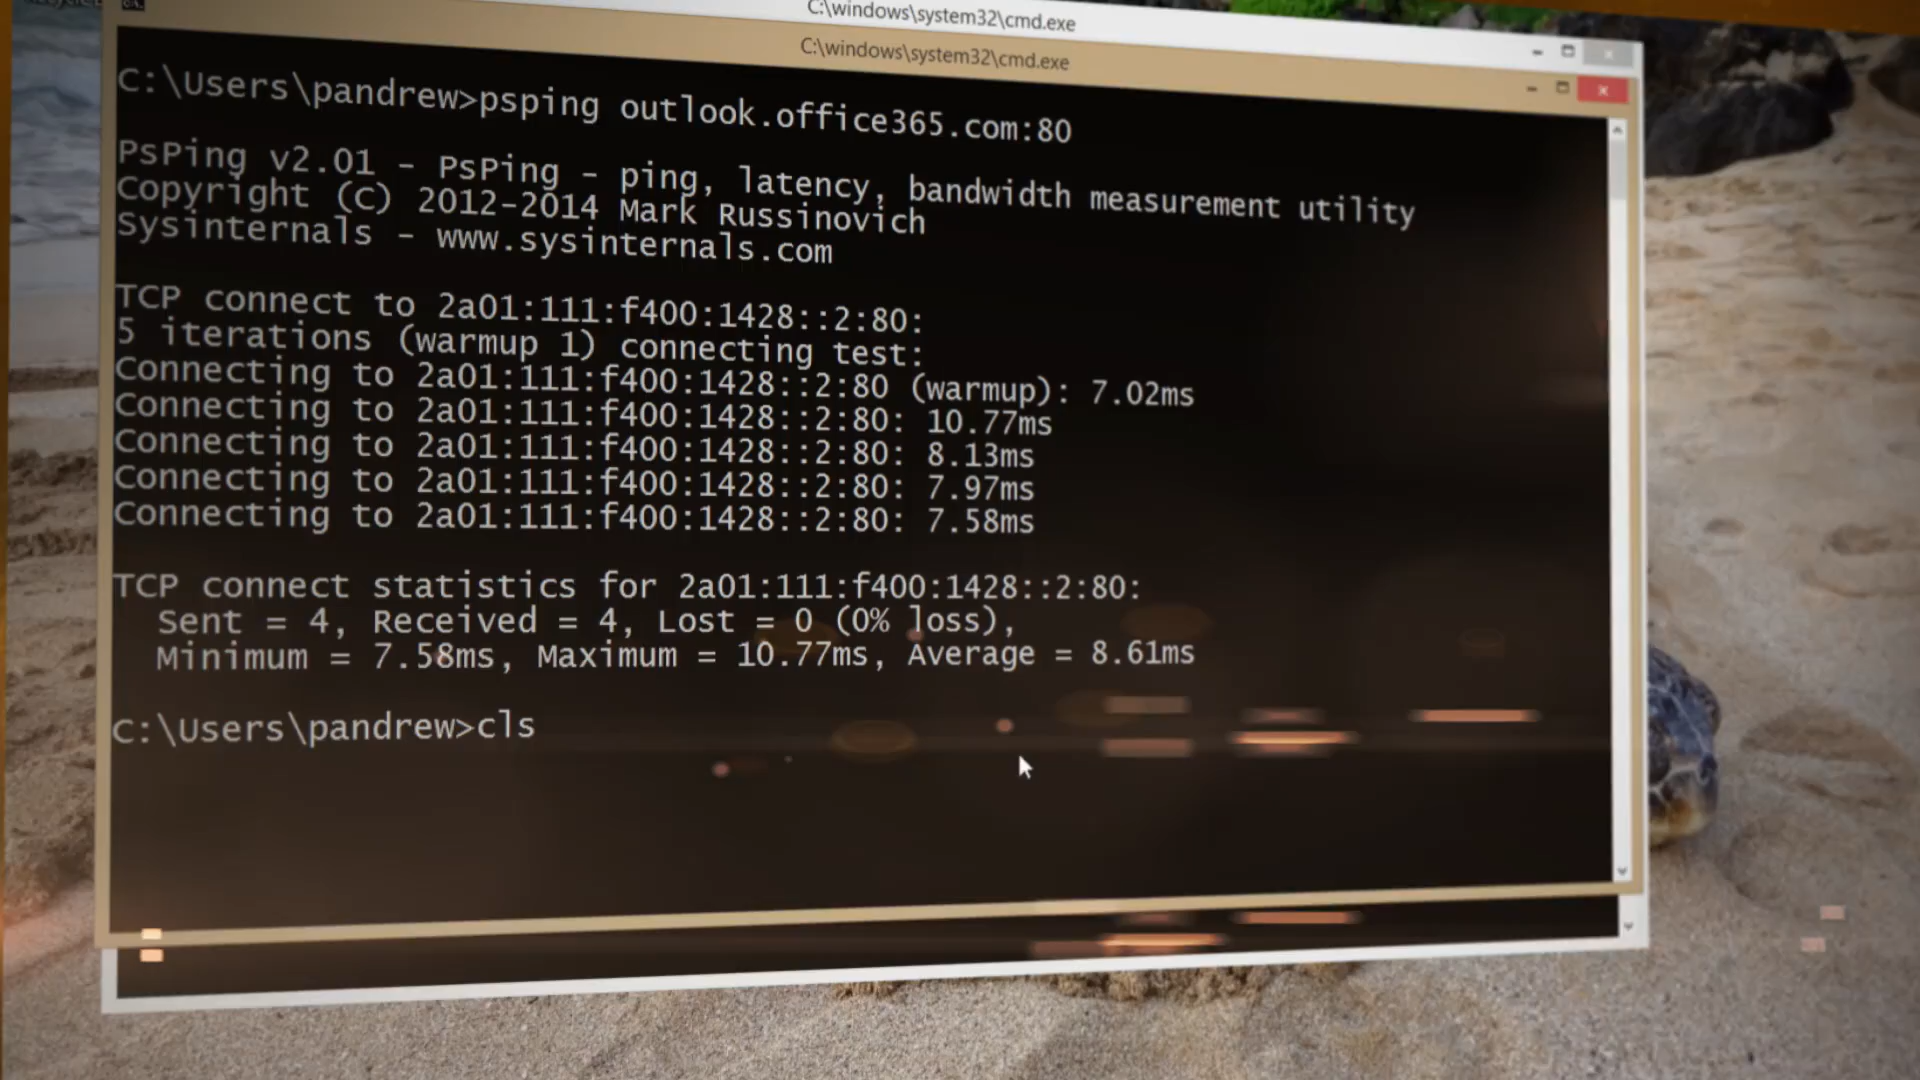 C:\windows\system32\cmd.exe
C:\windows\system32\cmd.exe
C:\Users\pandrew>psping outlook.office365.com:80
PsPing v2.01 - PsPing - ping, latency, bandwidth measurement utility
Copyright (C) 2012-2014 Mark Russinovich
Sysinternals - www.sysinternals.com
TCP connect to 2a01:111:f400:1428::2:80:
5 iterations (warmup 1) connecting test:
Connecting to 2a01:111:f400:1428::2:80 (warmup): 7.02ms
Connecting to 2a01:111:f400:1428::2:80: 10.77ms
Connecting to 2a01:111:f400:1428::2:80: 8.13ms
Connecting to 2a01:111:f400:1428::2:80: 7.97ms
Connecting to 2a01:111:f400:1428::2:80: 7.58ms
TCP connect statistics for 2a01:111:f400:1428::2:80:
Sent = 4, Received = 4, Lost = 0 (0% loss),
Minimum = 7.58ms, Maximum = 10.77ms, Average = 8.61ms
C:\Users\pandrew>cls